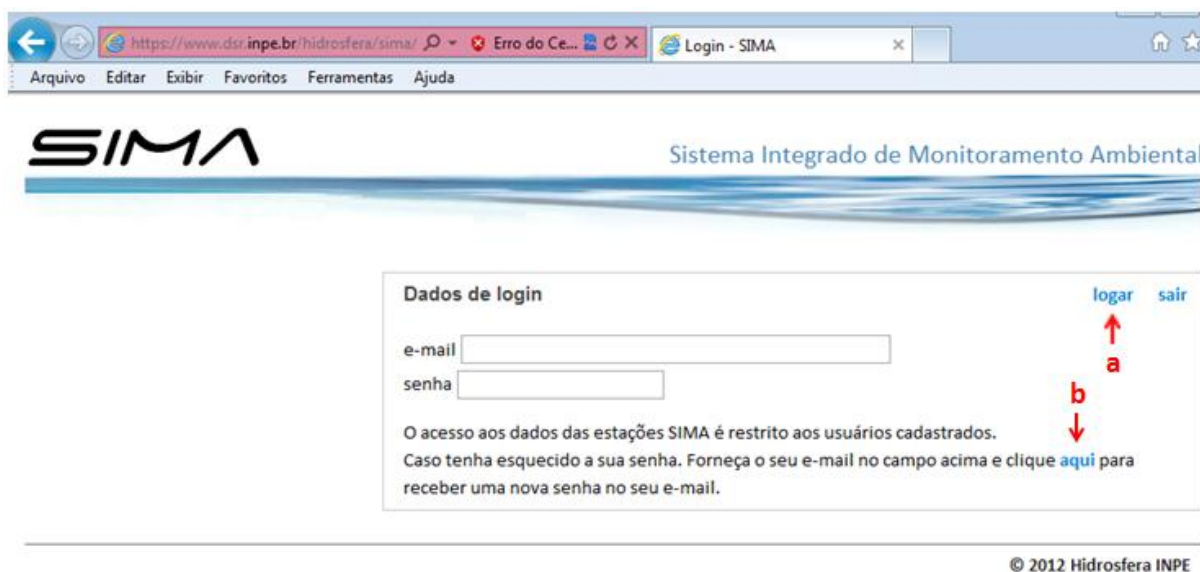 https://www.dsr.inpe.br/hidrosfera/sima/ Erro do Ce... Login - SIMA
Arquivo Editar Exibir Favoritos Ferramentas Ajuda
SIMA
Sistema Integrado de Monitoramento Ambiental
Dados de login logar sair
e-mail
a
senha
b
O acesso aos dados das estações SIMA é restrito aos usuários cadastrados.
Caso tenha esquecido a sua senha. Forneça o seu e-mail no campo acima e clique aqui para
receber uma nova senha no seu e-mail.
© 2012 Hidrosfera INPE